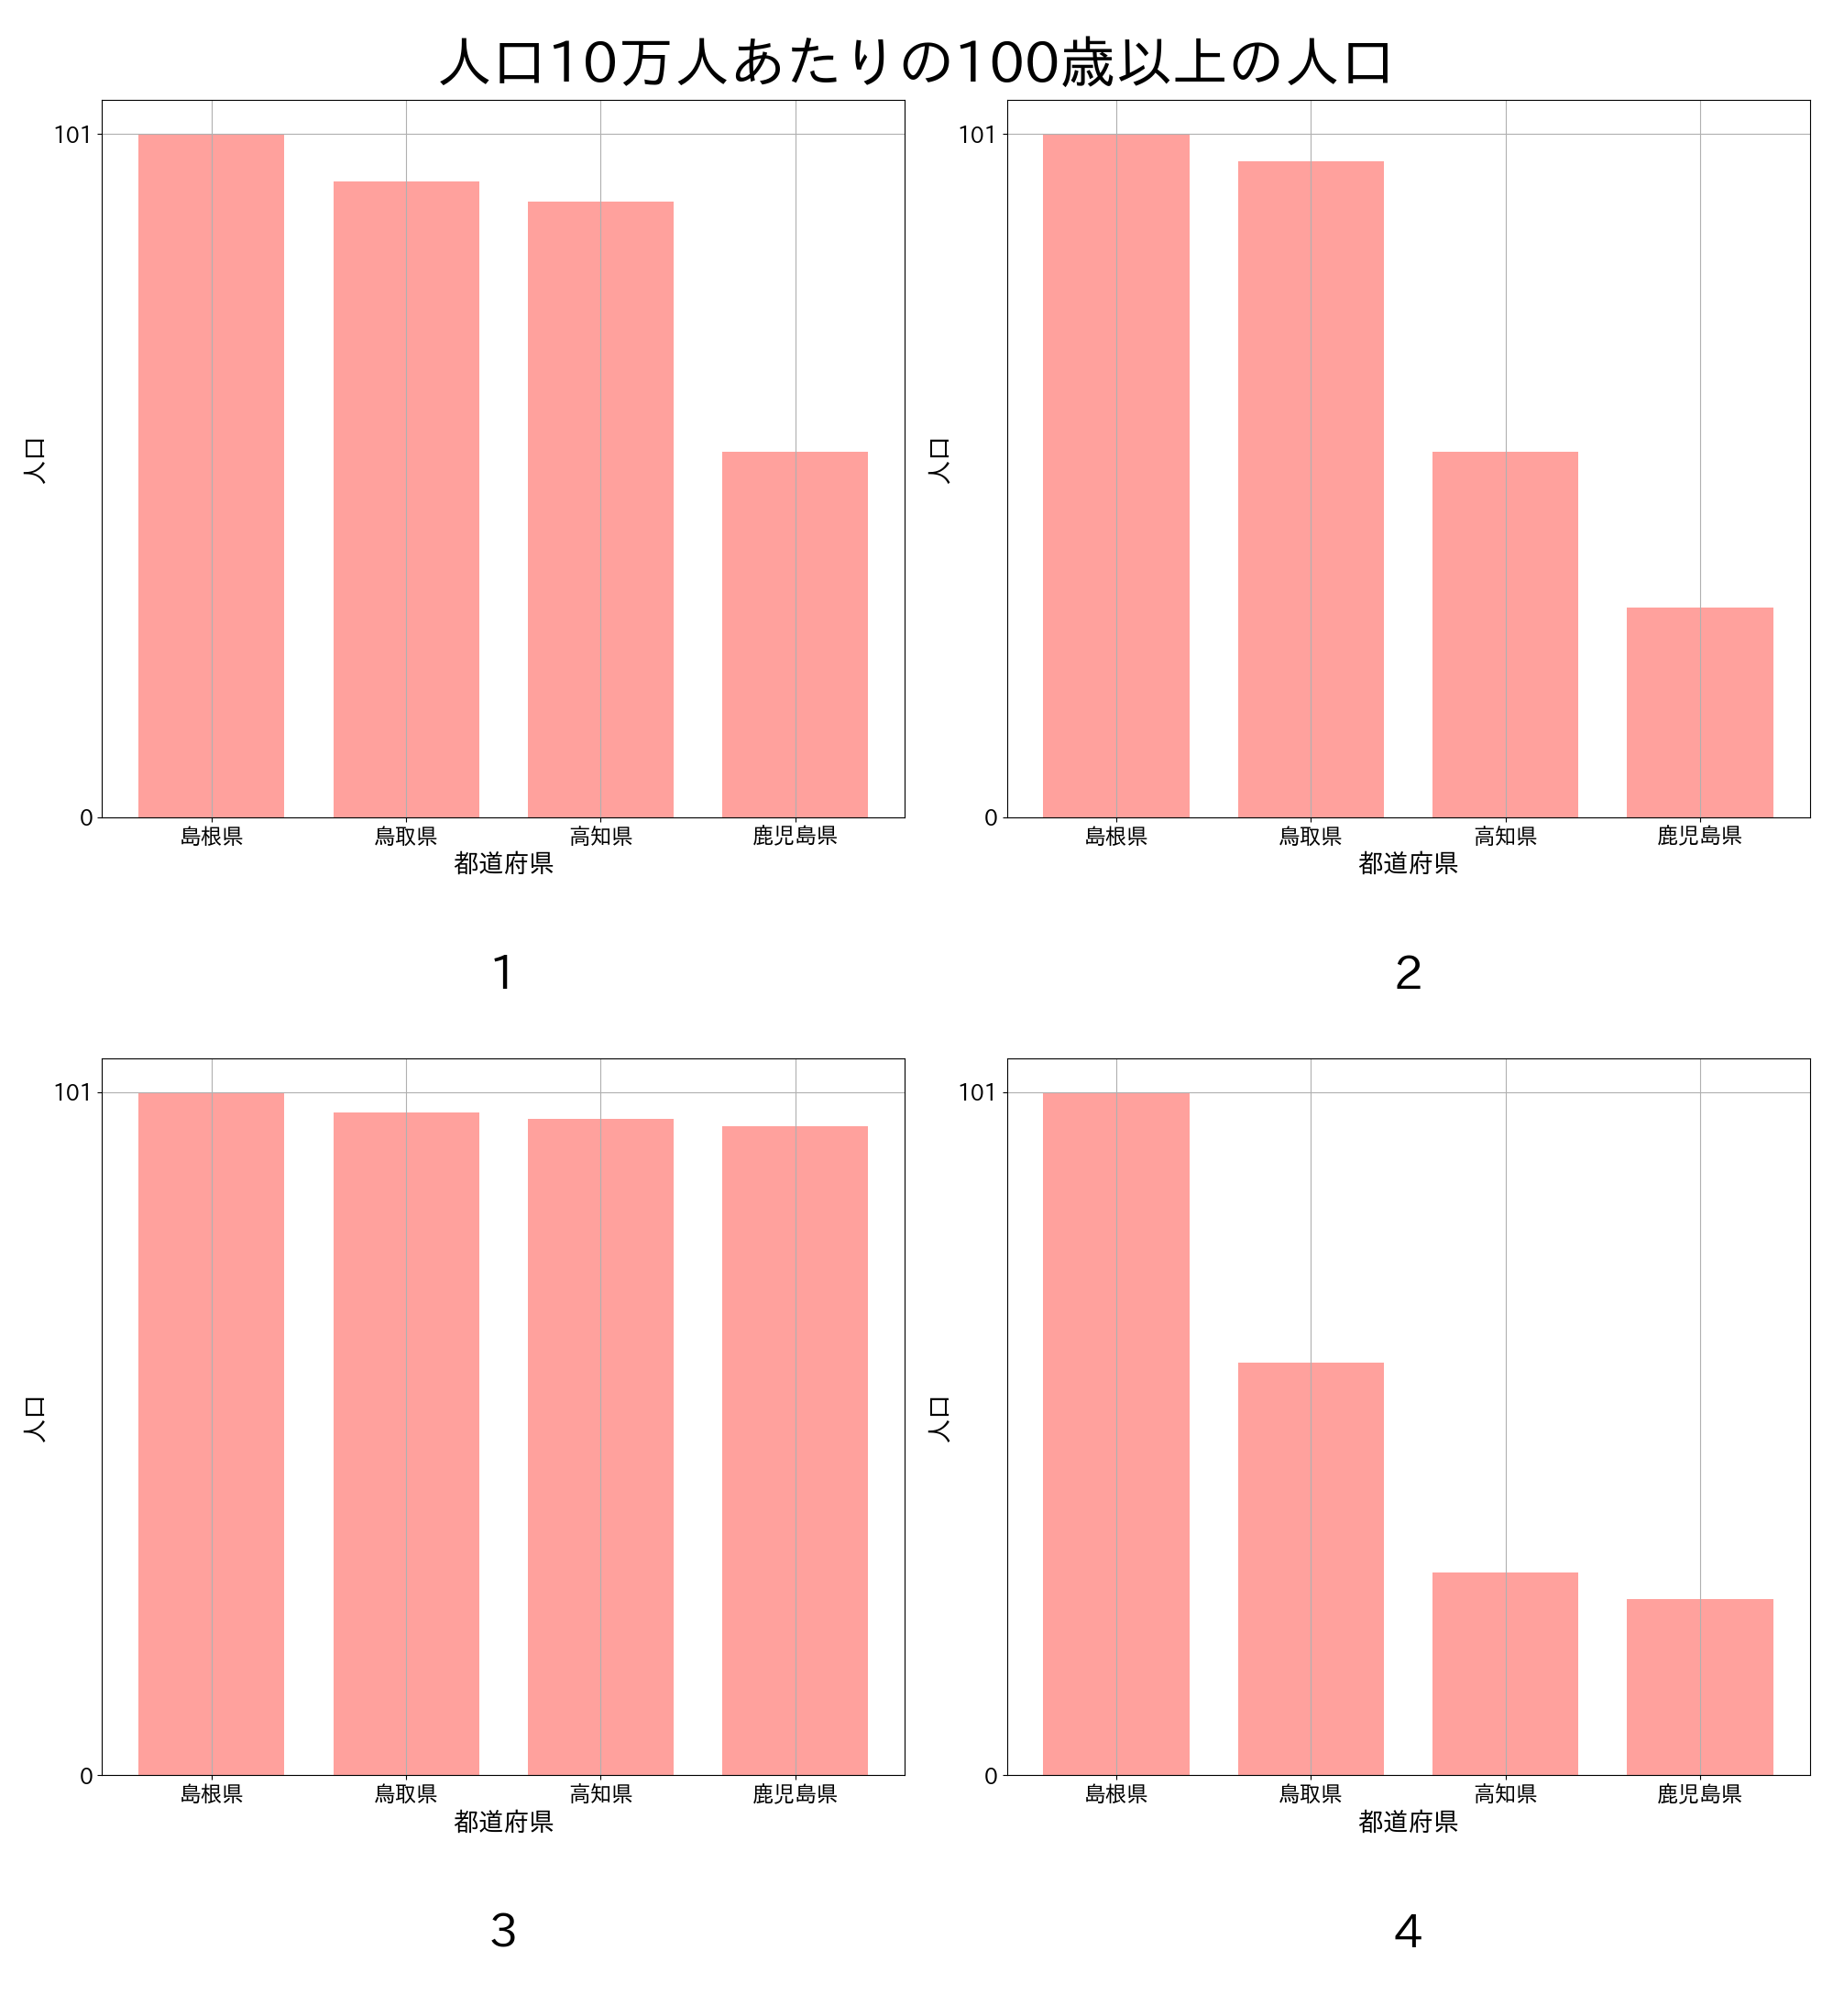 人口10万人あたりの100歳以上の人口
101
0
人口
島根県 鳥取県 高知県 鹿児島県
都道府県
1
101
0
人口
島根県 鳥取県 高知県 鹿児島県
都道府県
2
101
0
人口
島根県 鳥取県 高知県 鹿児島県
都道府県
3
101
0
人口
島根県 鳥取県 高知県 鹿児島県
都道府県
4